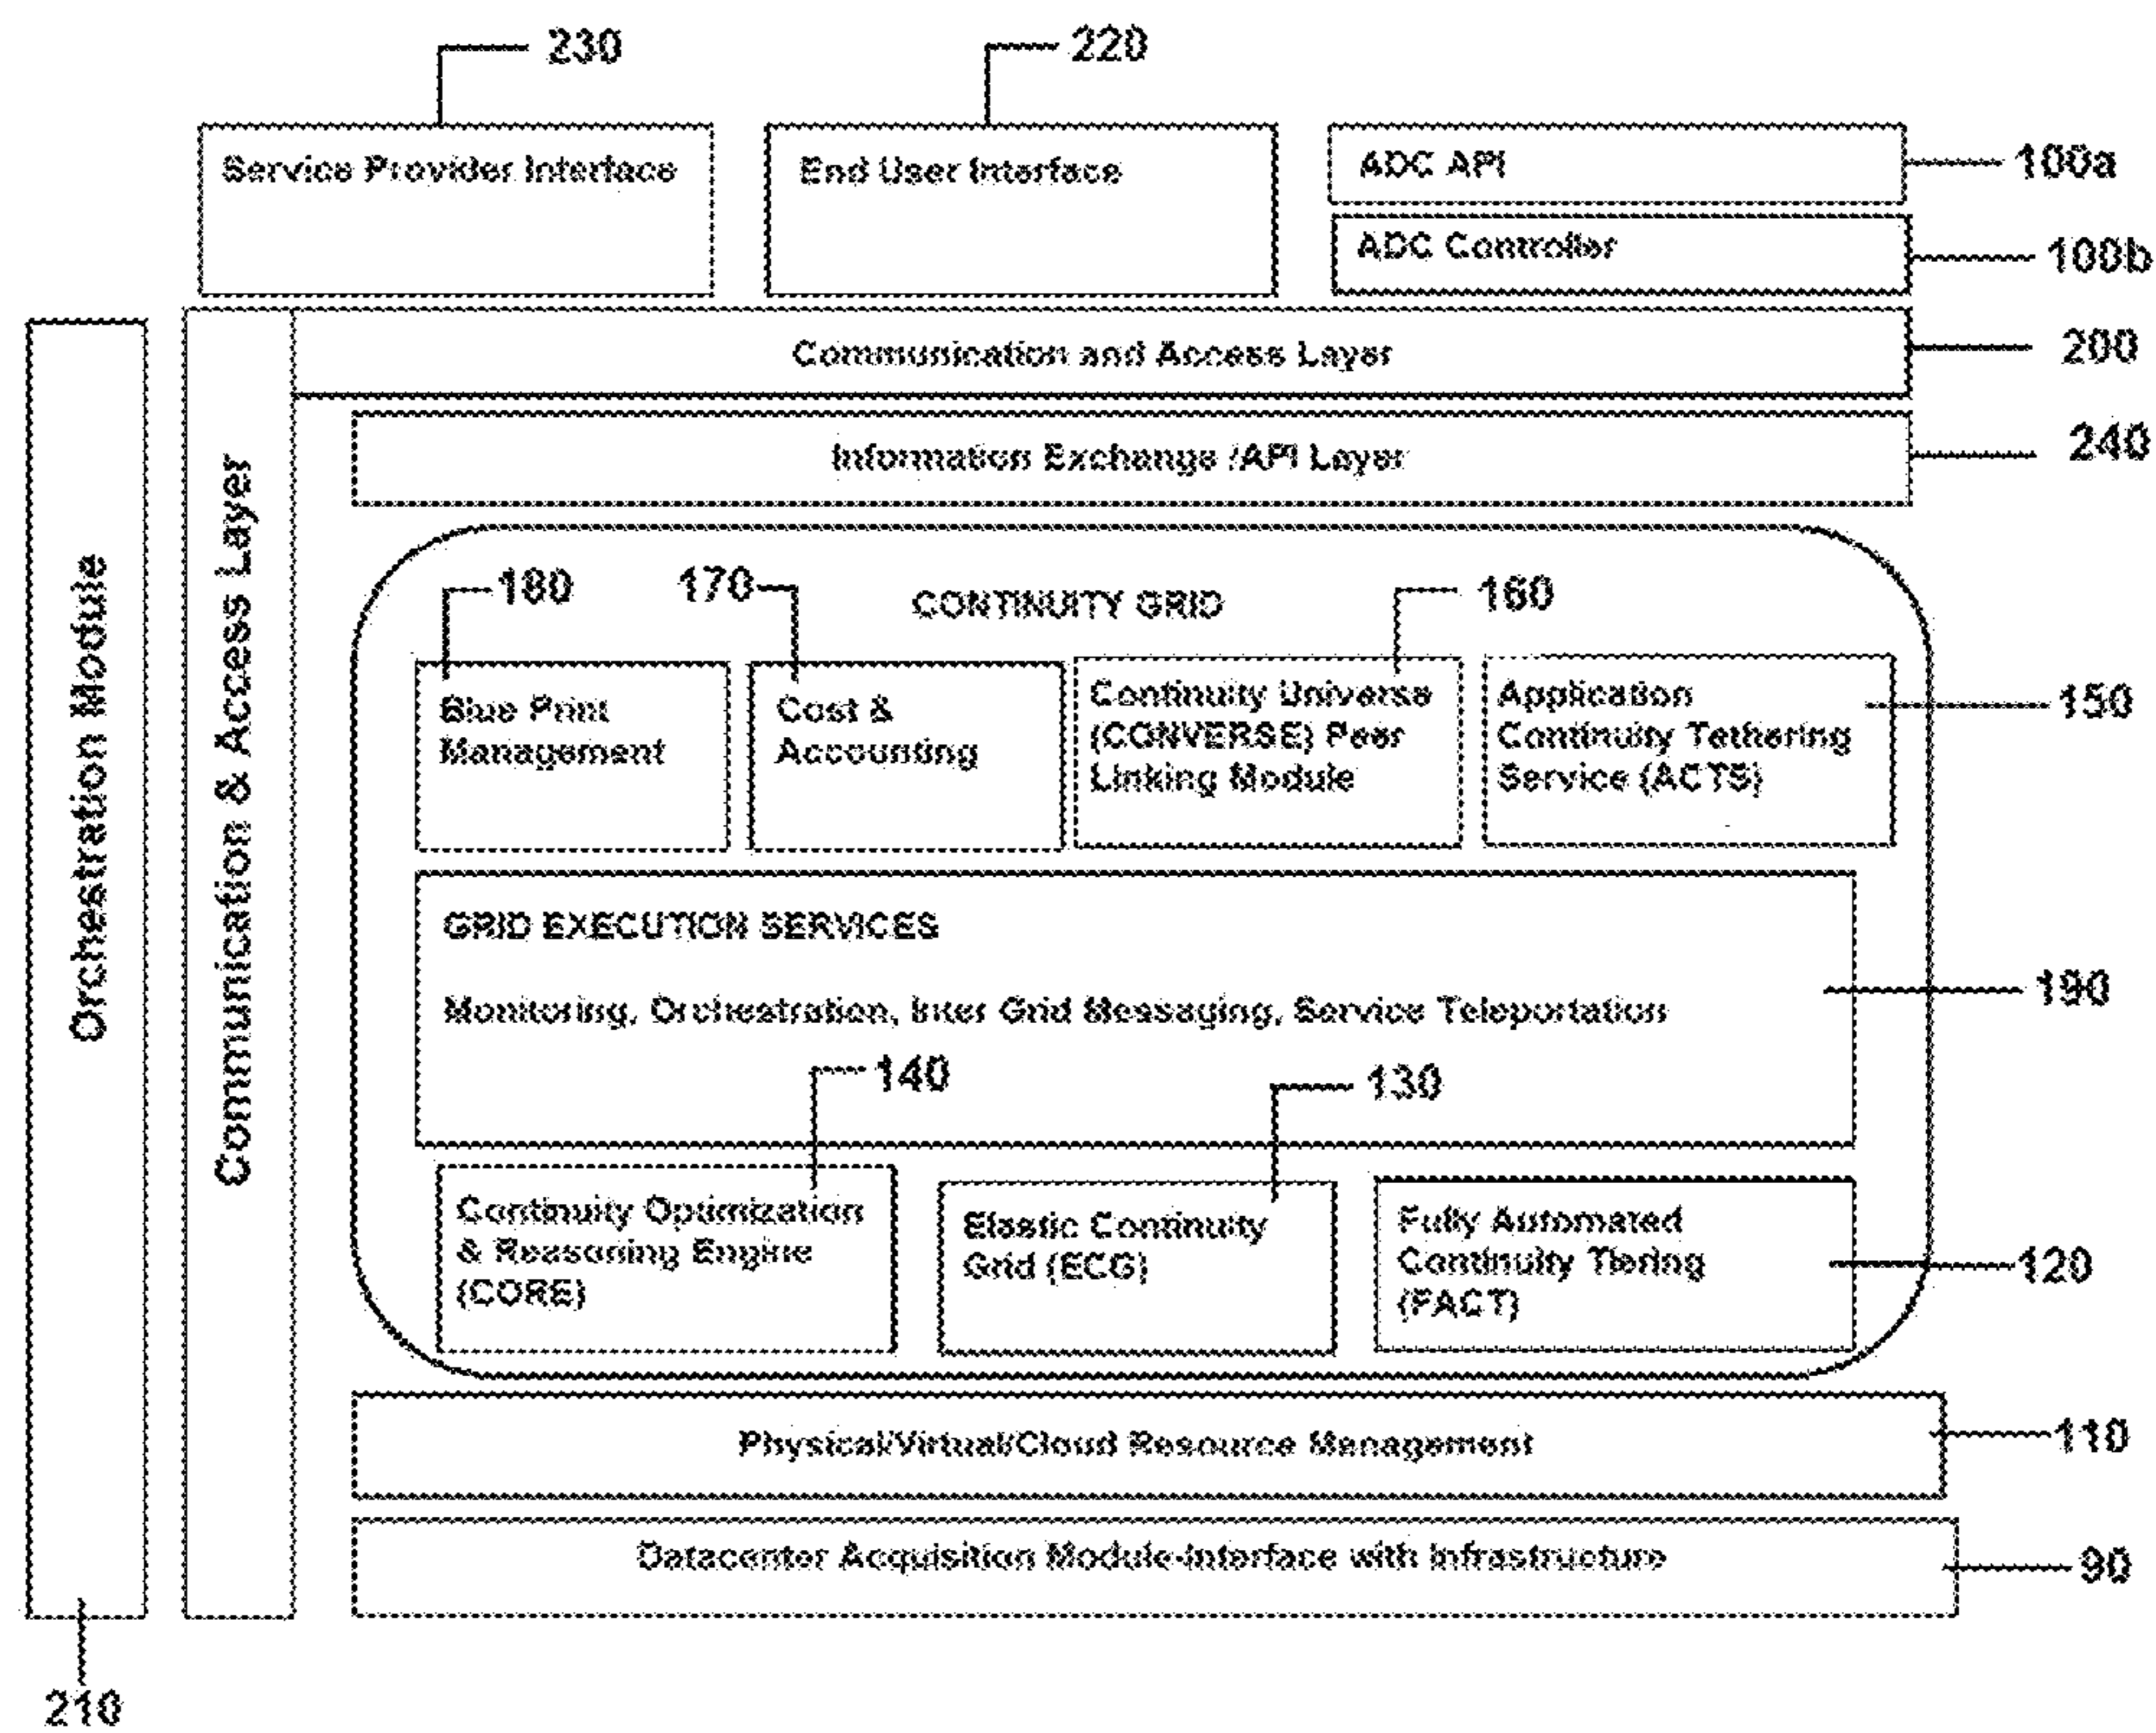 230
220
Service Provider Interface
End User Interface
ADC API
100a
ADC Controller
100b
Communication and Access Layer
200
Information Exchange /API Layer
240
Orchestration Module
Communication & Access Layer
180
170
CONTINUITY GRID
160
Blue Print
Management
Cost &
Accounting
Continuity Universe
(CONVERSE) Peer
Linking Module
Application
Continuity Tethering
Service (ACTS)
150
GRID EXECUTION SERVICES
Monitoring, Orchestration, Inter Grid Messaging, Service Teleportation
190
140
130
Continuity Optimization
& Reasoning Engine
(CORE)
Elastic Continuity
Grid (ECG)
Fully Automated
Continuity Tiering
(FACT)
120
Physical/Virtual/Cloud Resource Management
110
Datacenter Acquisition Module-Interface with Infrastructure
90
210